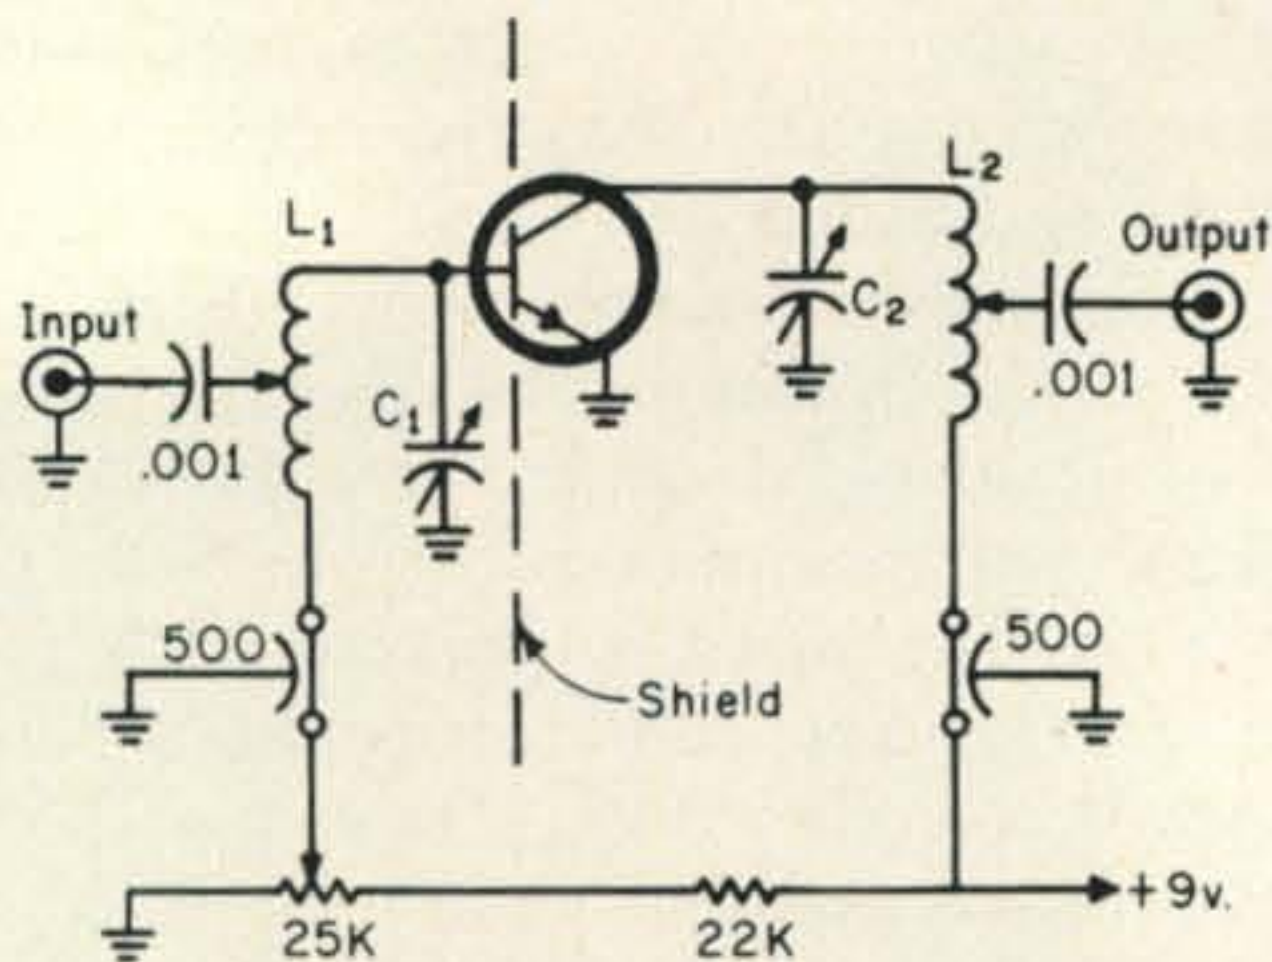 L2
Output
L1
Input
C2
.001
C1
.001
500
500
Shield
+9v.
25K
22K